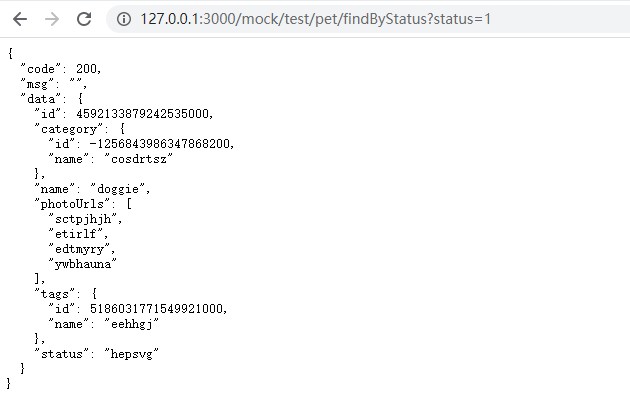 127.0.0.1:3000/mock/test/pet/findByStatus?status=1
{
  "code": 200,
  "msg": "",
  "data": {
    "id": 4592133879242535000,
    "category": {
      "id": -1256843986347868200,
      "name": "cosdrtsz"
    },
    "name": "doggie",
    "photoUrls": [
      "sctpjhjh",
      "etirlf",
      "edtmyry",
      "ywbhauna"
    ],
    "tags": {
      "id": 5186031771549921000,
      "name": "eehhgj"
    },
    "status": "hepsvg"
  }
}